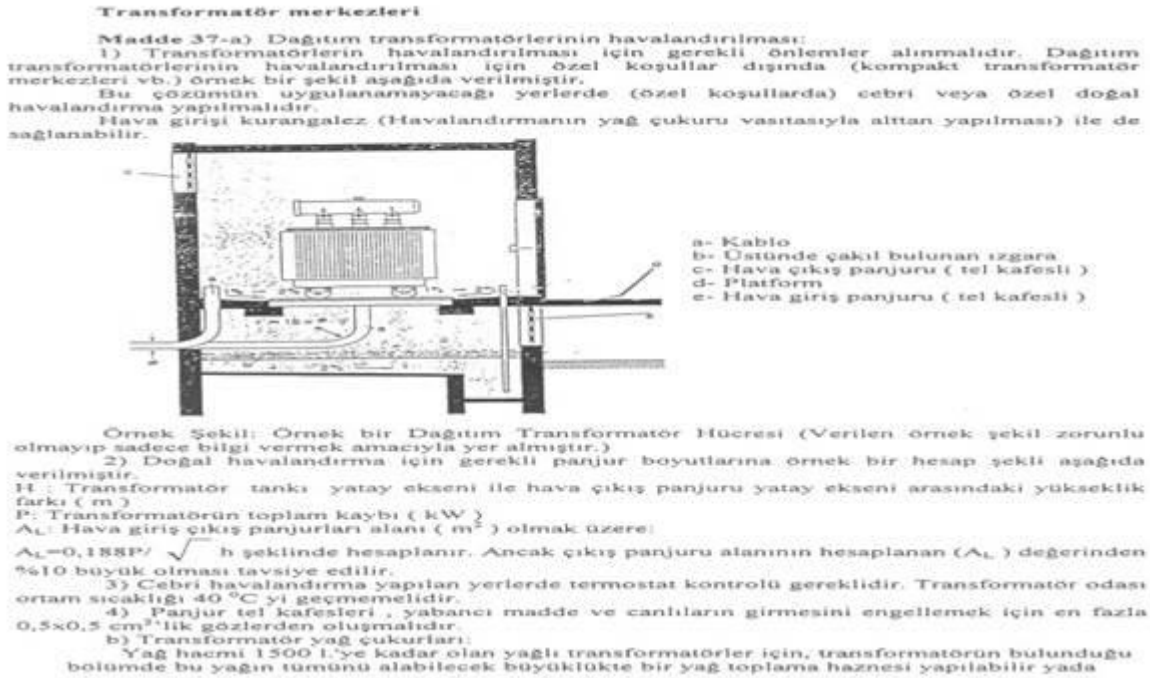 Transformatör merkezleri
Madde 37-a) Dağıtım transformatörlerinin havalandırılması:
1) Transformatörlerin havalandırılması için gerekli önlemler alınmalıdır. Dağıtım
transformatörlerinin havalandırılması için özel koşullar dışında (kompakt transformatör
merkezleri vb.) örnek bir şekil aşağıda verilmiştir.
Bu çözümün uygulanamayacağı yerlerde (özel koşullarda) cebri veya özel doğal
havalandırma yapılmalıdır.
Hava girişi kurangalez (Havalandırmanın yağ çukuru vasıtasıyla alttan yapılması) ile de
sağlanabilir.
a- Kablo
b- Üstünde çakıl bulunan ızgara
c- Hava çıkış panjuru ( tel kafesli )
d- Platform
e- Hava giriş panjuru ( tel kafesli )
Örnek Şekil: Örnek bir Dağıtım Transformatör Hücresi (Verilen örnek şekil zorunlu
olmayıp sadece bilgi vermek amacıyla yer almıştır.)
2) Doğal havalandırma için gerekli panjur boyutlarına örnek bir hesap şekli aşağıda
verilmiştir.
H : Transformatör tankı yatay ekseni ile hava çıkış panjuru yatay ekseni arasındaki yükseklik
farkı ( m )
P: Transformatörün toplam kaybı ( kW )
AL: Hava giriş çıkış panjurları alanı ( m² ) olmak üzere:
AL=0,188P/ √ h şeklinde hesaplanır. Ancak çıkış panjuru alanının hesaplanan (AL ) değerinden
%10 büyük olması tavsiye edilir.
3) Cebri havalandırma yapılan yerlerde termostat kontrolü gereklidir. Transformatör odası
ortam sıcaklığı 40 °C yi geçmemelidir.
4) Panjur tel kafesleri , yabancı madde ve canlıların girmesini engellemek için en fazla
0,5x0,5 cm²'lik gözlerden oluşmalıdır.
b) Transformatör yağ çukurları:
Yağ hacmi 1500 l.'ye kadar olan yağlı transformatörler için, transformatörün bulunduğu
bölümde bu yağın tümünü alabilecek büyüklükte bir yağ toplama haznesi yapılabilir yada